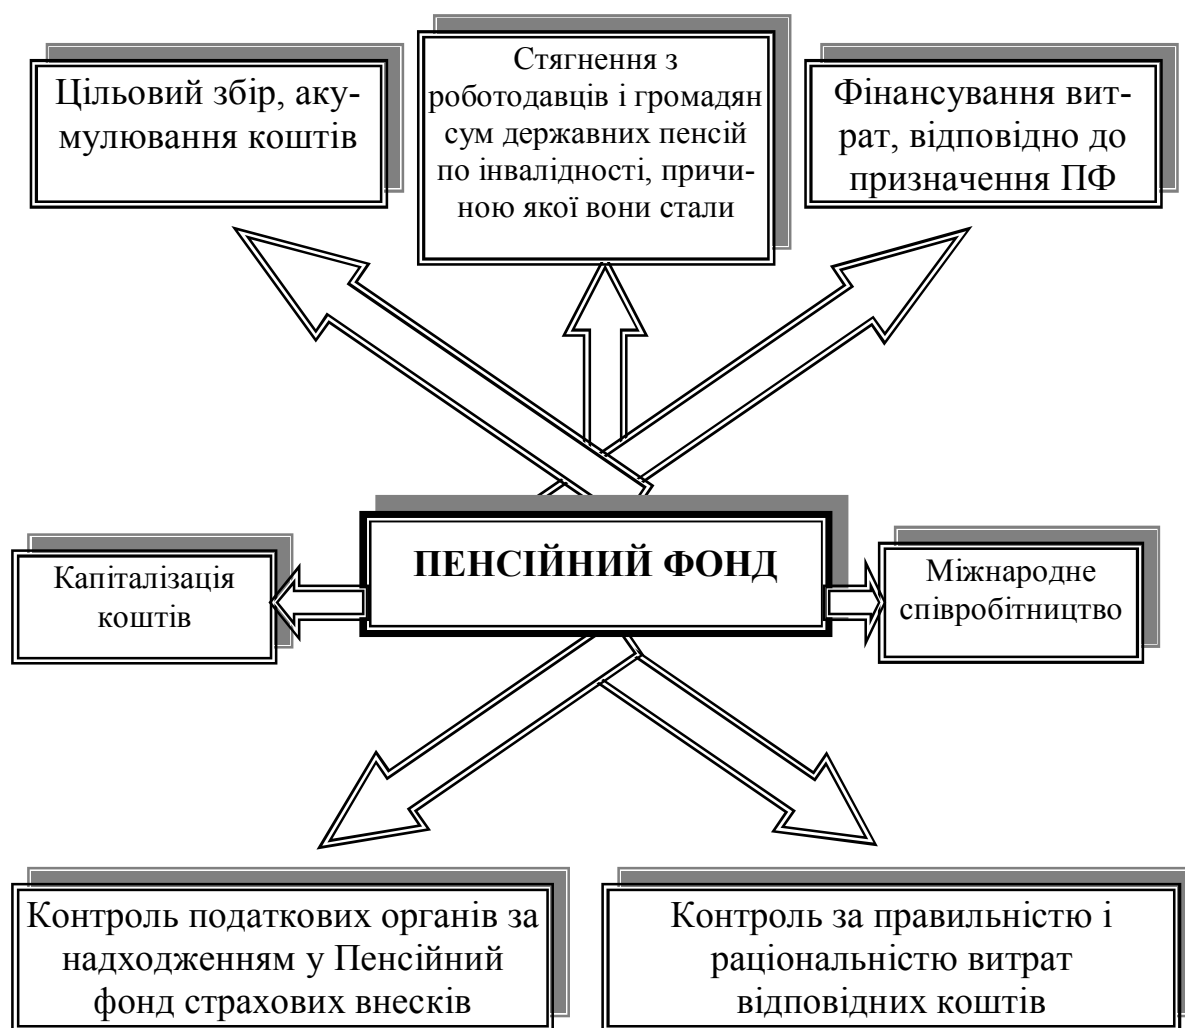 Цільовий збір, аку-
мулювання коштів
Стягнення з
роботодавців і громадян
сум державних пенсій
по інвалідності, причи-
ною якої вони стали
Фінансування вит-
рат, відповідно до
призначення ПФ
Капіталізація
коштів
ПЕНСІЙНИЙ ФОНД
Міжнародне
співробітництво
Контроль податкових органів за
надходженням у Пенсійний
фонд страхових внесків
Контроль за правильністю і
раціональністю витрат
відповідних коштів